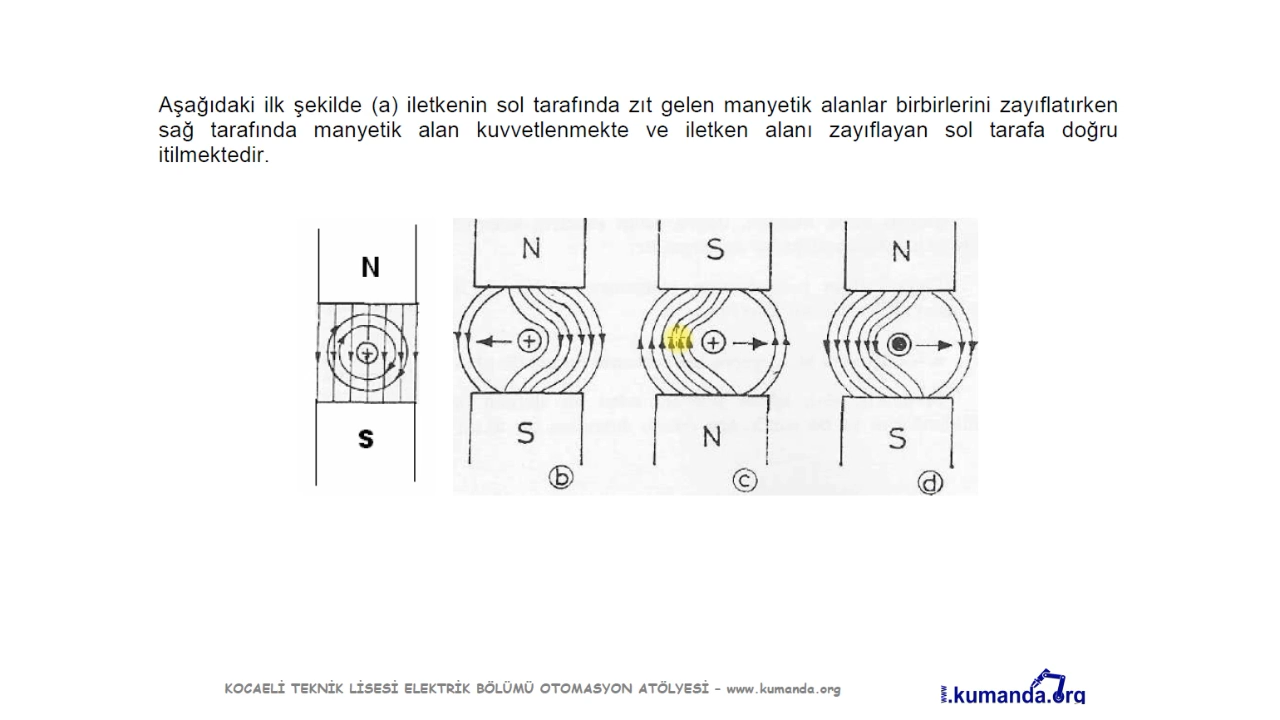 Aşağıdaki ilk şekilde (a) iletkenin sol tarafında zıt gelen manyetik alanlar birbirlerini zayıflatırken
sağ tarafında manyetik alan kuvvetlenmekte ve iletken alanı zayıflayan sol tarafa doğru
itilmektedir.
N
N
S
N
S
S
N
S
b
c
d
KOCAELİ TEKNİK LİSESİ ELEKTRİK BÖLÜMÜ OTOMASYON ATÖLYESİ - www.kumanda.org
www.kumanda.org